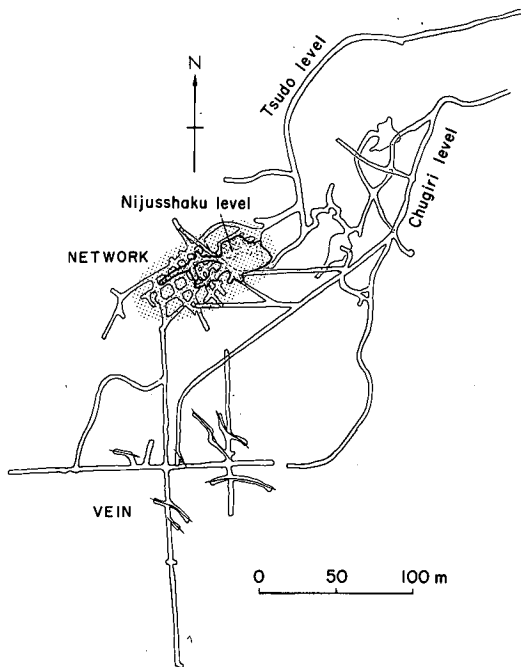 N
Tsudo level
Chugiri level
Nijusshaku level
NETWORK
VEIN
0 50 100 m